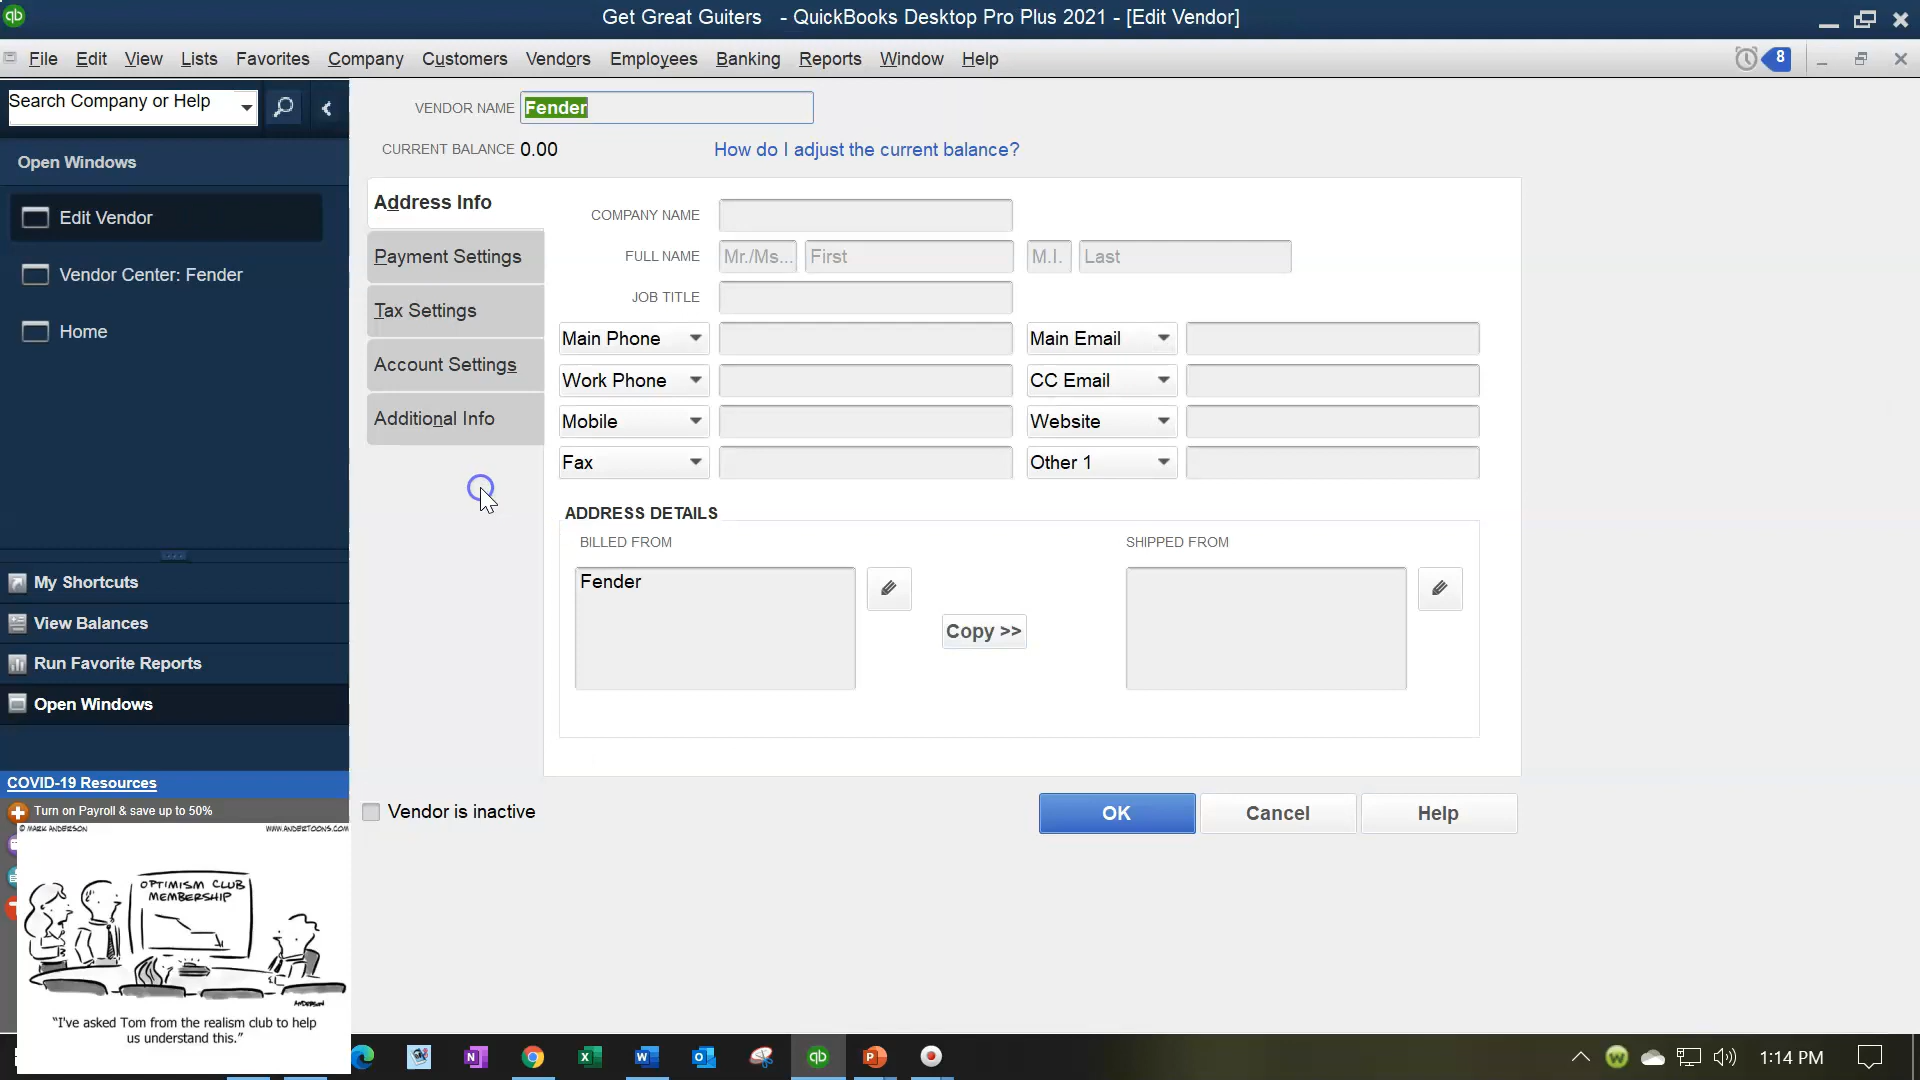 qb
Get Great Guiters - QuickBooks Desktop Pro Plus 2021 - [Edit Vendor]
File Edit View Lists Favorites Company Customers Vendors Employees Banking Reports Window Help
8
Search Company or Help
Open Windows
Edit Vendor
Vendor Center: Fender
Home
My Shortcuts
View Balances
Run Favorite Reports
Open Windows
COVID-19 Resources
Turn on Payroll & save up to 50%
© MARK ANDERSON WWW.ANDERTOONS.COM
OPTIMISM CLUB
MEMBERSHIP
ANDERSON
"I've asked Tom from the realism club to help
us understand this."
VENDOR NAME Fender
CURRENT BALANCE 0.00 How do I adjust the current balance?
Address Info
Payment Settings
Tax Settings
Account Settings
Additional Info
COMPANY NAME
FULL NAME Mr./Ms... First M.I. Last
JOB TITLE
Main Phone Main Email
Work Phone CC Email
Mobile Website
Fax Other 1
ADDRESS DETAILS
BILLED FROM SHIPPED FROM
Fender
Copy >>
Vendor is inactive
OK Cancel Help
1:14 PM